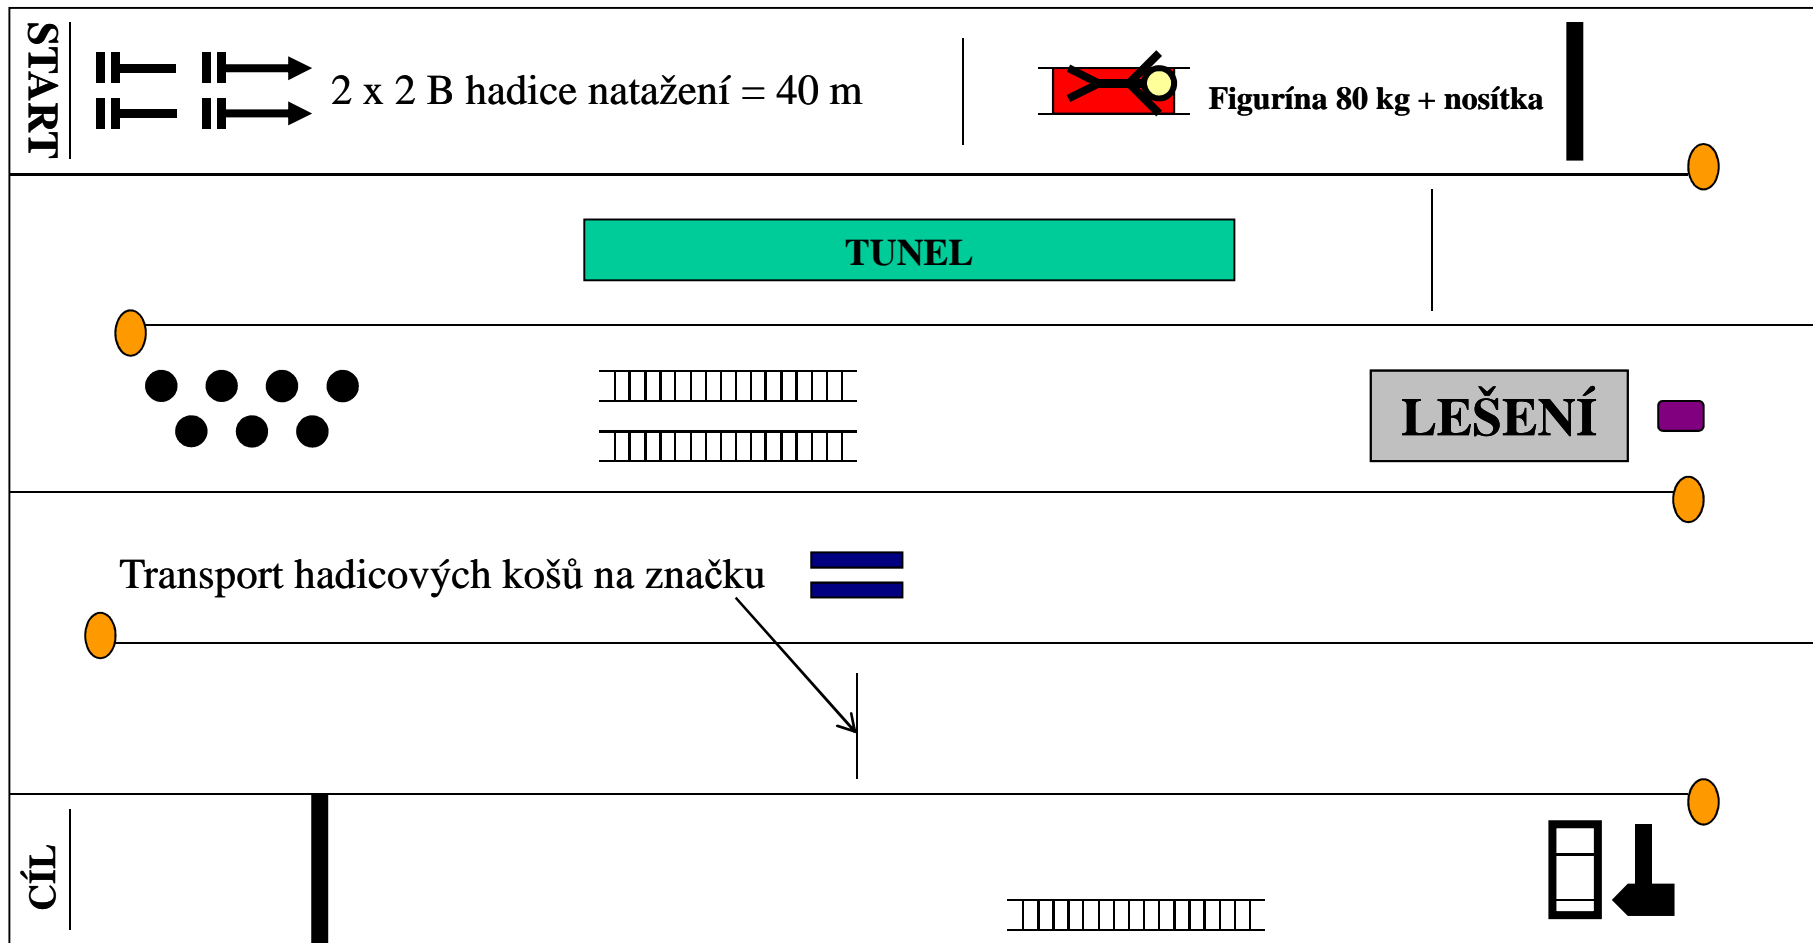 START
2 x 2 B hadice natažení = 40 m
Figurína 80 kg + nosítka
TUNEL
LEŠENÍ
Transport hadicových košů na značku
CÍL